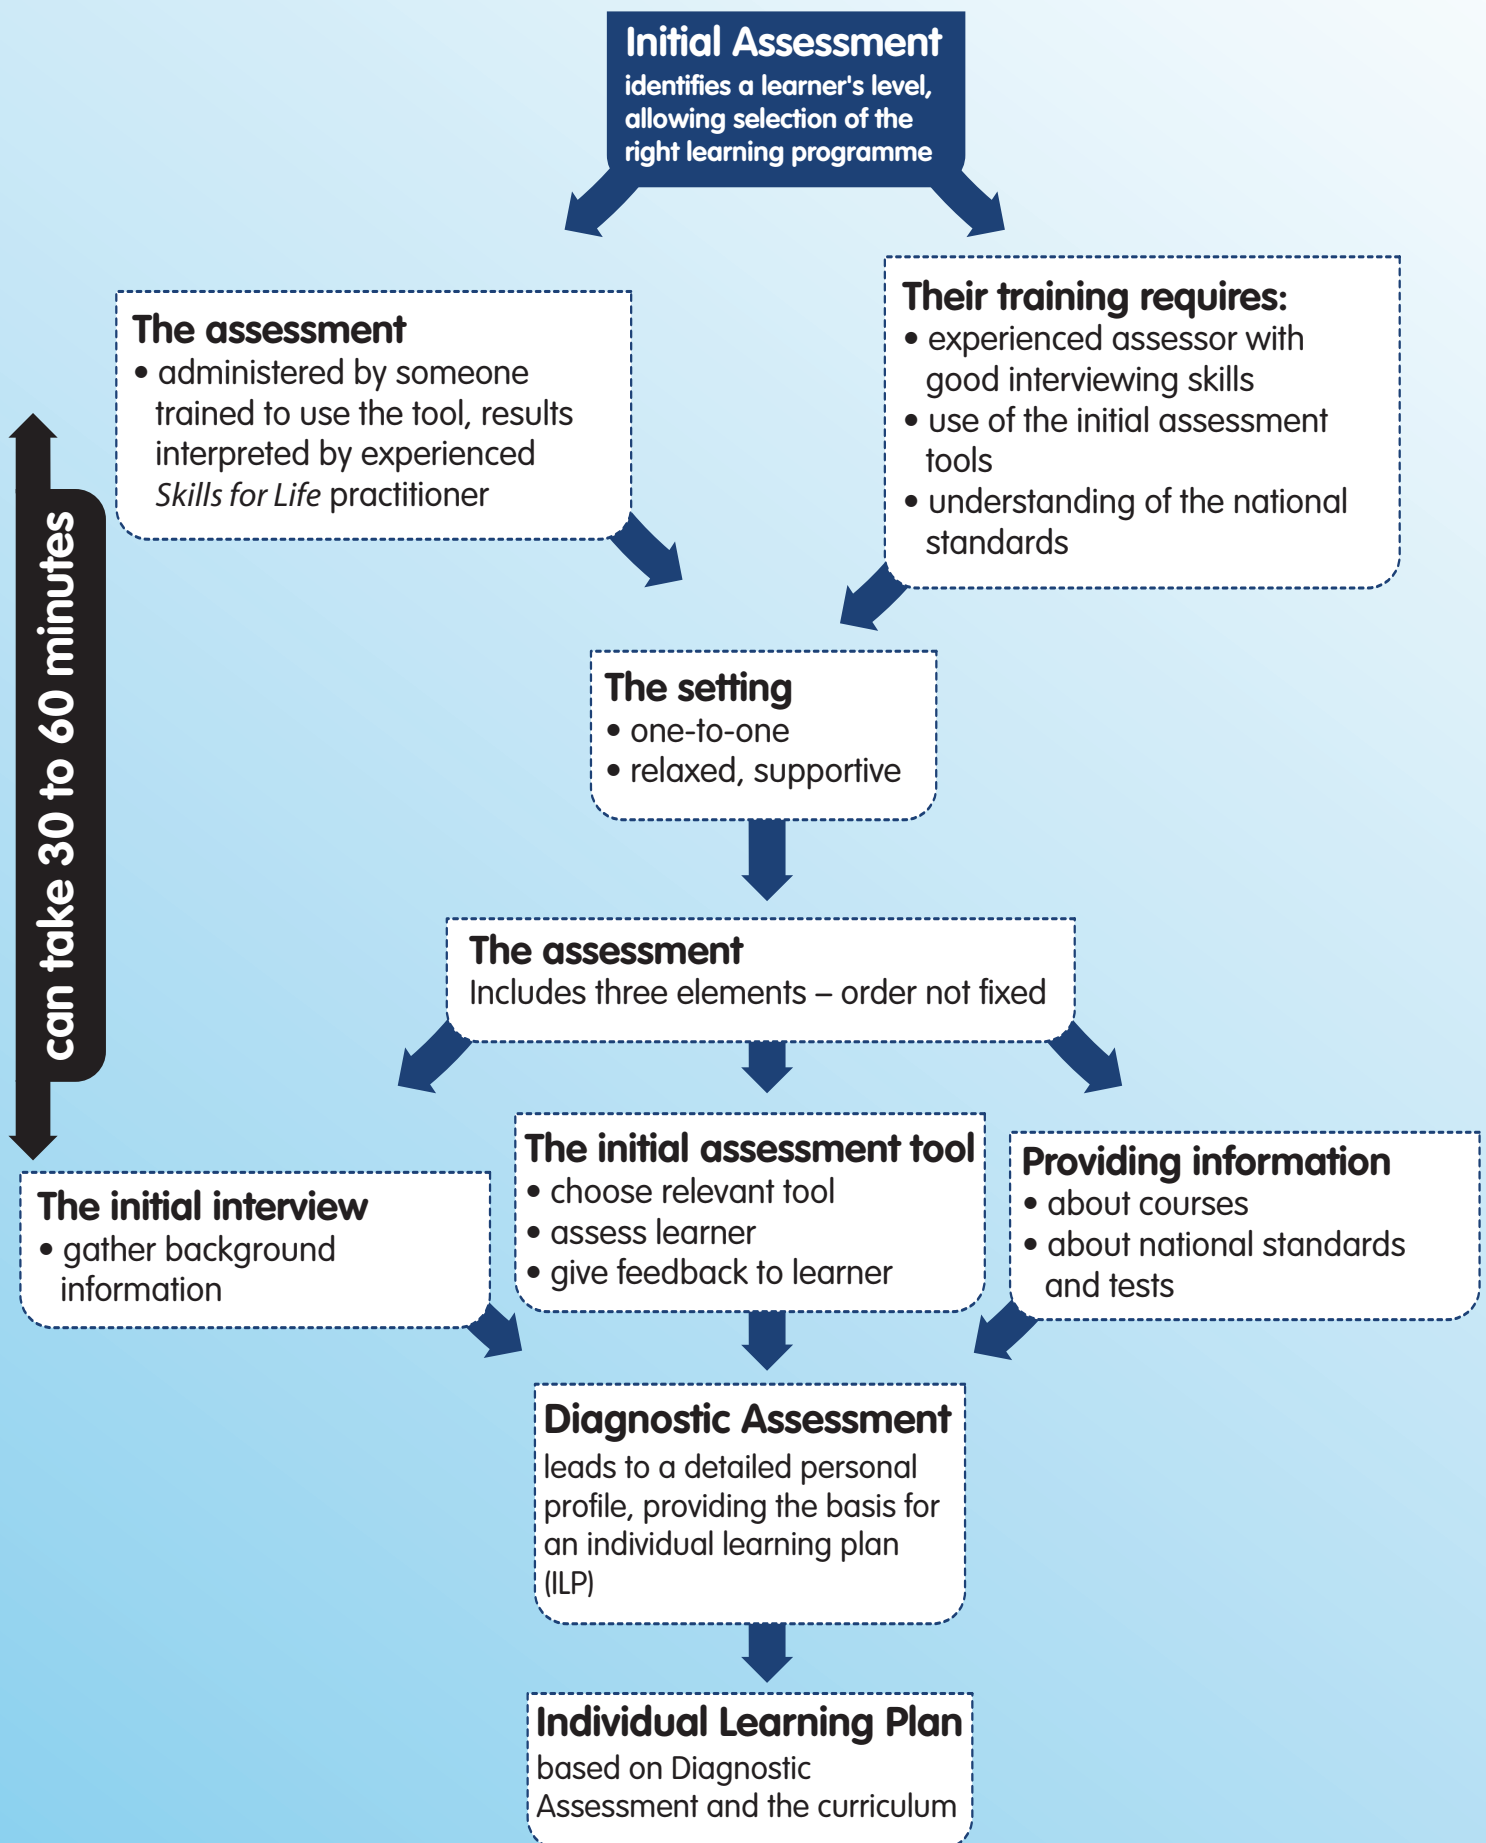 Initial Assessment
identifies a learner's level,
allowing selection of the
right learning programme
The assessment
• administered by someone
trained to use the tool, results
interpreted by experienced
Skills for Life practitioner
Their training requires:
• experienced assessor with
good interviewing skills
• use of the initial assessment
tools
• understanding of the national
standards
can take 30 to 60 minutes
The setting
• one-to-one
• relaxed, supportive
The assessment
Includes three elements – order not fixed
The initial interview
• gather background
information
The initial assessment tool
• choose relevant tool
• assess learner
• give feedback to learner
Providing information
• about courses
• about national standards
and tests
Diagnostic Assessment
leads to a detailed personal
profile, providing the basis for
an individual learning plan
(ILP)
Individual Learning Plan
based on Diagnostic
Assessment and the curriculum